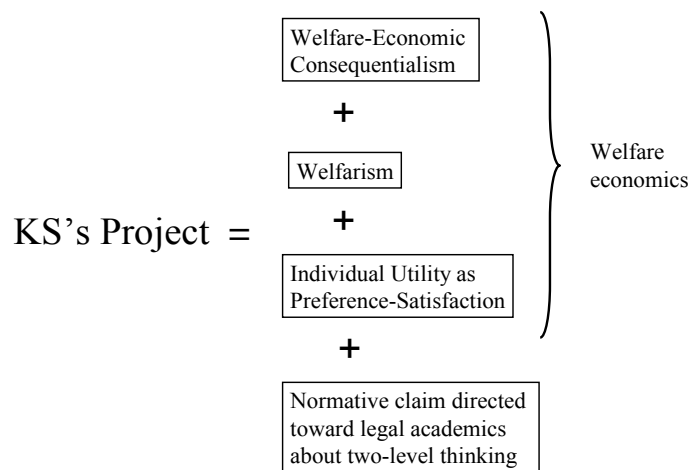 Welfare-Economic
Consequentialism
+
Welfarism
+
KS’s Project =
Individual Utility as
Preference-Satisfaction
+
Normative claim directed
toward legal academics
about two-level thinking
Welfare
economics